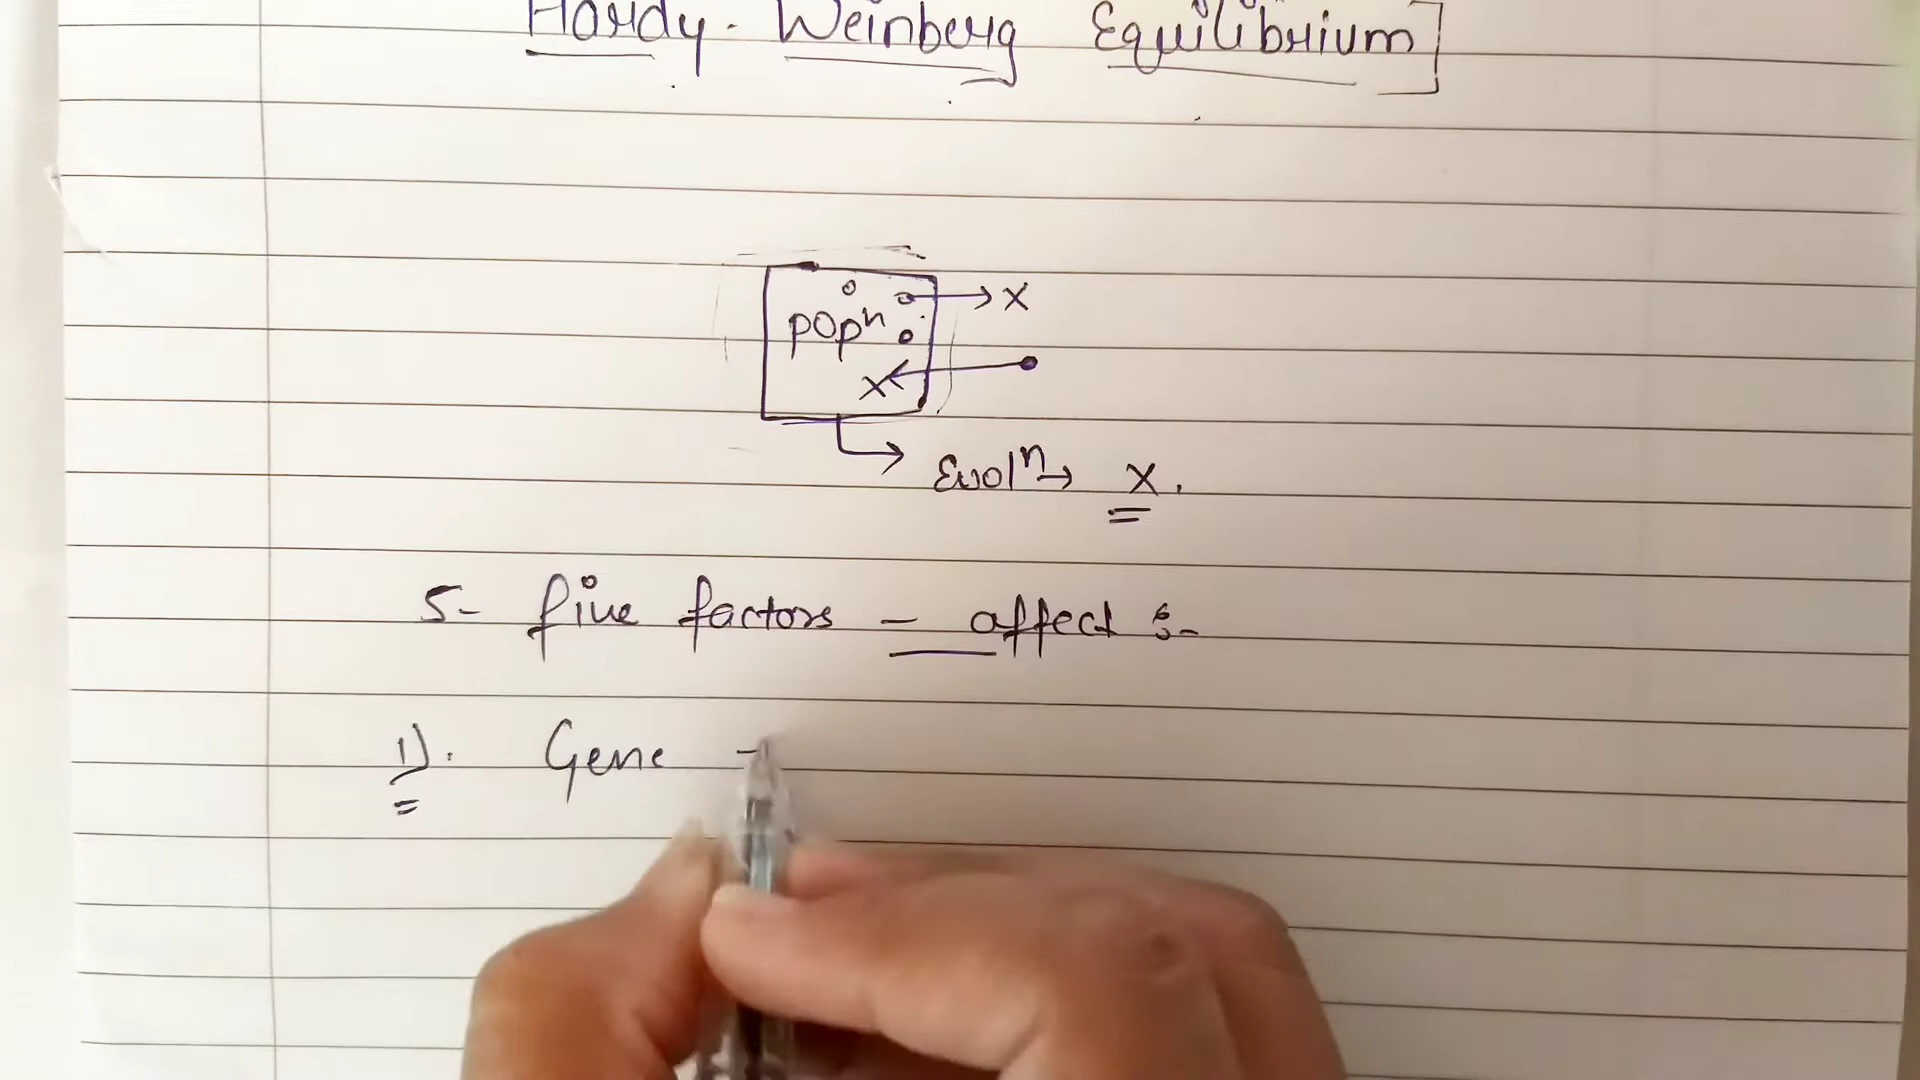 Hardy - Weinberg Equilibrium]
popⁿ
x
x
Evolⁿ→ x.
5- five factors - affect :-
1). Gene -